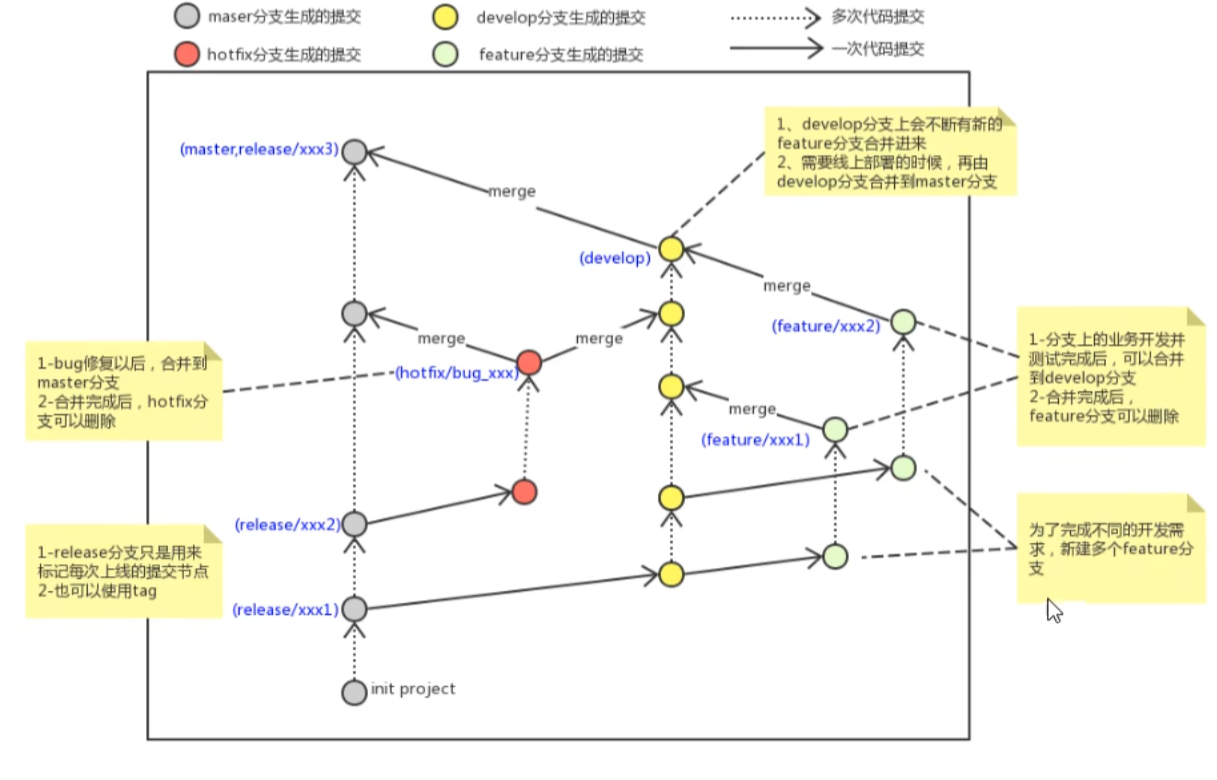 maser分支生成的提交
develop分支生成的提交
多次代码提交
hotfix分支生成的提交
feature分支生成的提交
一次代码提交
1、develop分支上会不断有新的
feature分支合并进来
2、需要线上部署的时候，再由
develop分支合并到master分支
(master,release/xxx3)
merge
(develop)
merge
(feature/xxx2)
merge
merge
1-分支上的业务开发并
测试完成后，可以合并
到develop分支
2-合并完成后，
feature分支可以删除
1-bug修复以后，合并到
master分支
2-合并完成后，hotfix分
支可以删除
(hotfix/bug_xxx)
merge
(feature/xxx1)
(release/xxx2)
为了完成不同的开发需
求，新建多个feature分
支
1-release分支只是用来
标记每次上线的提交节点
2-也可以使用tag
(release/xxx1)
init project